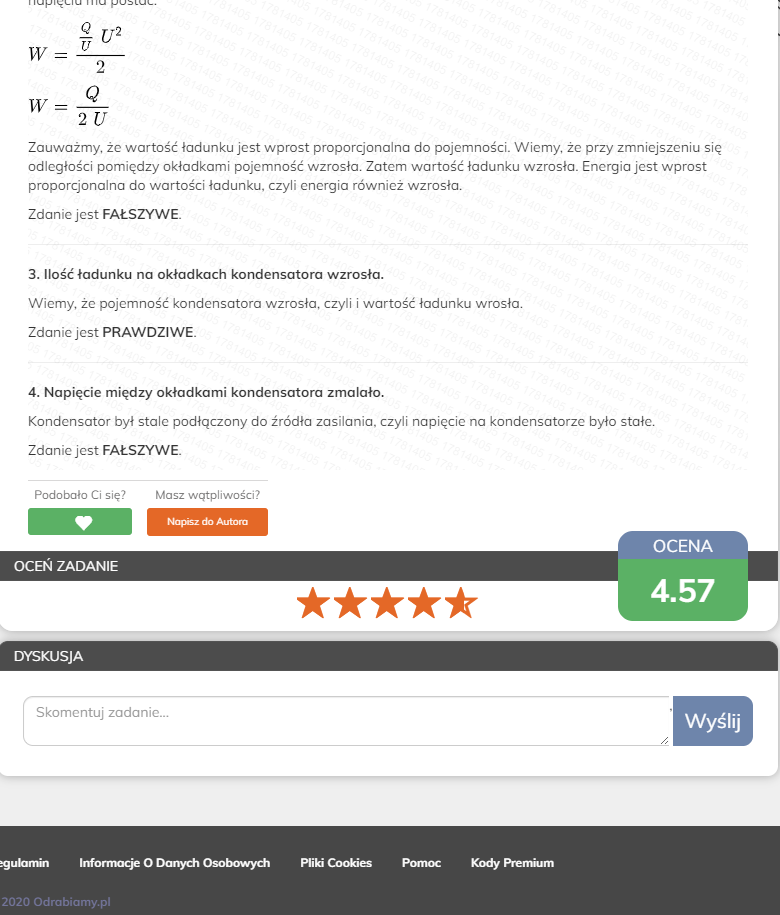 napięciu ma postać:
W = \frac{\frac{Q}{U} U^2}{2}
W = \frac{Q}{2 U}
Zauważmy, że wartość ładunku jest wprost proporcjonalna do pojemności. Wiemy, że przy zmniejszeniu się
odległości pomiędzy okładkami pojemność wzrosła. Zatem wartość ładunku wzrosła. Energia jest wprost
proporcjonalna do wartości ładunku, czyli energia również wzrosła.
Zdanie jest FAŁSZYWE.
3. Ilość ładunku na okładkach kondensatora wzrosła.
Wiemy, że pojemność kondensatora wzrosła, czyli i wartość ładunku wrosła.
Zdanie jest PRAWDZIWE.
4. Napięcie między okładkami kondensatora zmalało.
Kondensator był stale podłączony do źródła zasilania, czyli napięcie na kondensatorze było stałe.
Zdanie jest FAŁSZYWE.
Podobało Ci się? Masz wątpliwości?
Napisz do Autora
OCENA
OCEŃ ZADANIE
4.57
DYSKUSJA
Skomentuj zadanie...
Wyślij
egulamin Informacje O Danych Osobowych Pliki Cookies Pomoc Kody Premium
2020 Odrabiamy.pl